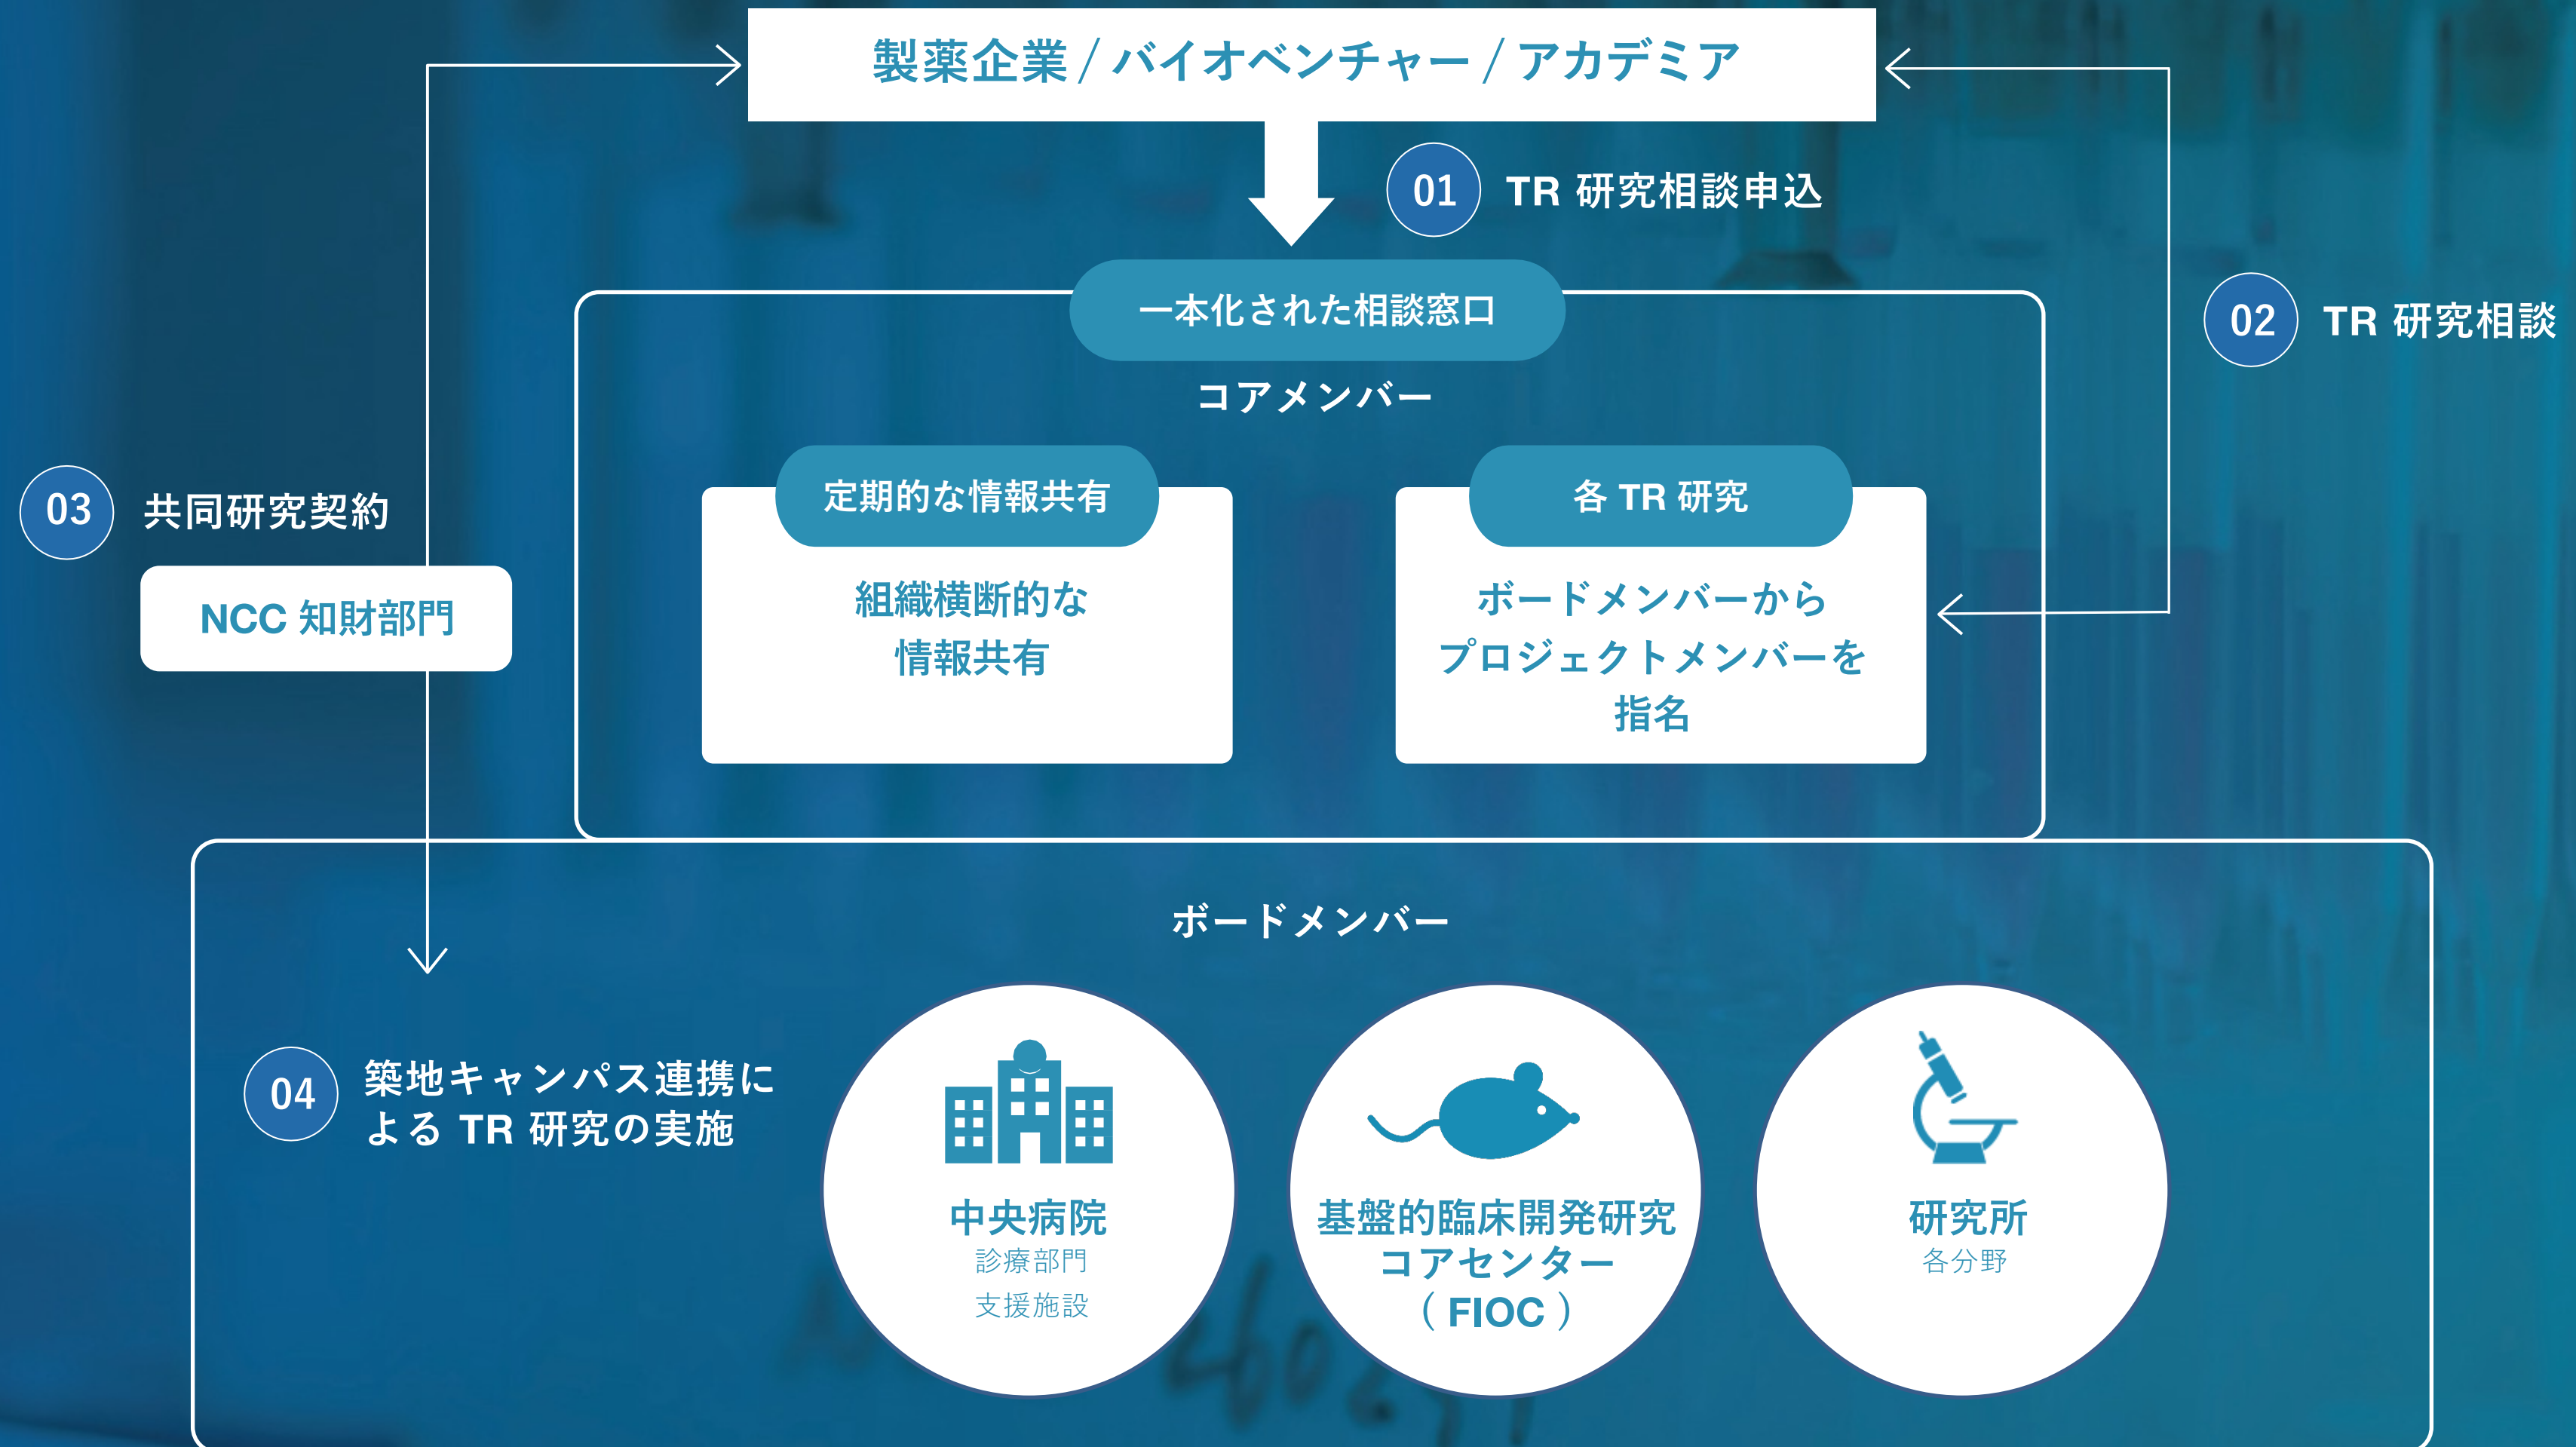 製薬企業/バイオベンチャー/アカデミア
01 TR 研究相談申込
一本化された相談窓口
コアメンバー
02 TR 研究相談
定期的な情報共有
組織横断的な
情報共有
各 TR 研究
ボードメンバーから
プロジェクトメンバーを
指名
03 共同研究契約
NCC 知財部門
ボードメンバー
04 築地キャンパス連携に
よる TR 研究の実施
中央病院
診療部門
支援施設
基盤的臨床開発研究
コアセンター
( FIOC )
研究所
各分野